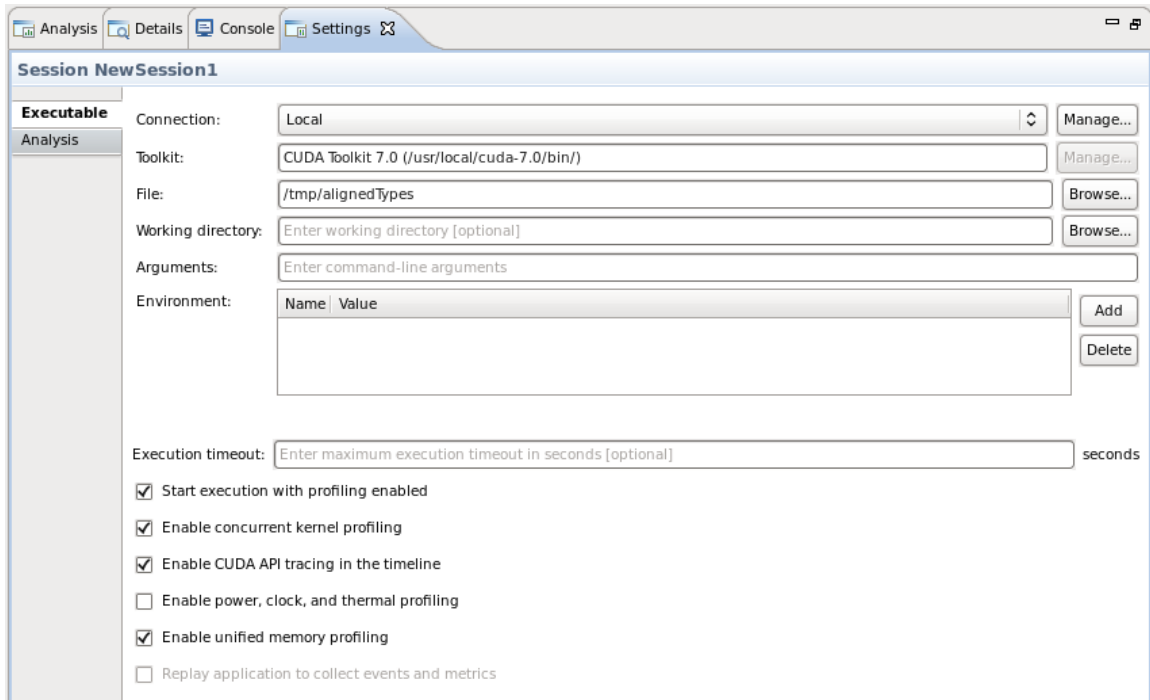 Analysis Details Console Settings
Session NewSession1
Executable
Analysis
Connection: Local Manage...
Toolkit: CUDA Toolkit 7.0 (/usr/local/cuda-7.0/bin/) Manage...
File: /tmp/alignedTypes Browse...
Working directory: Enter working directory [optional] Browse...
Arguments: Enter command-line arguments
Environment: Name Value Add
Delete
Execution timeout: Enter maximum execution timeout in seconds [optional] seconds
Start execution with profiling enabled
Enable concurrent kernel profiling
Enable CUDA API tracing in the timeline
Enable power, clock, and thermal profiling
Enable unified memory profiling
Replay application to collect events and metrics